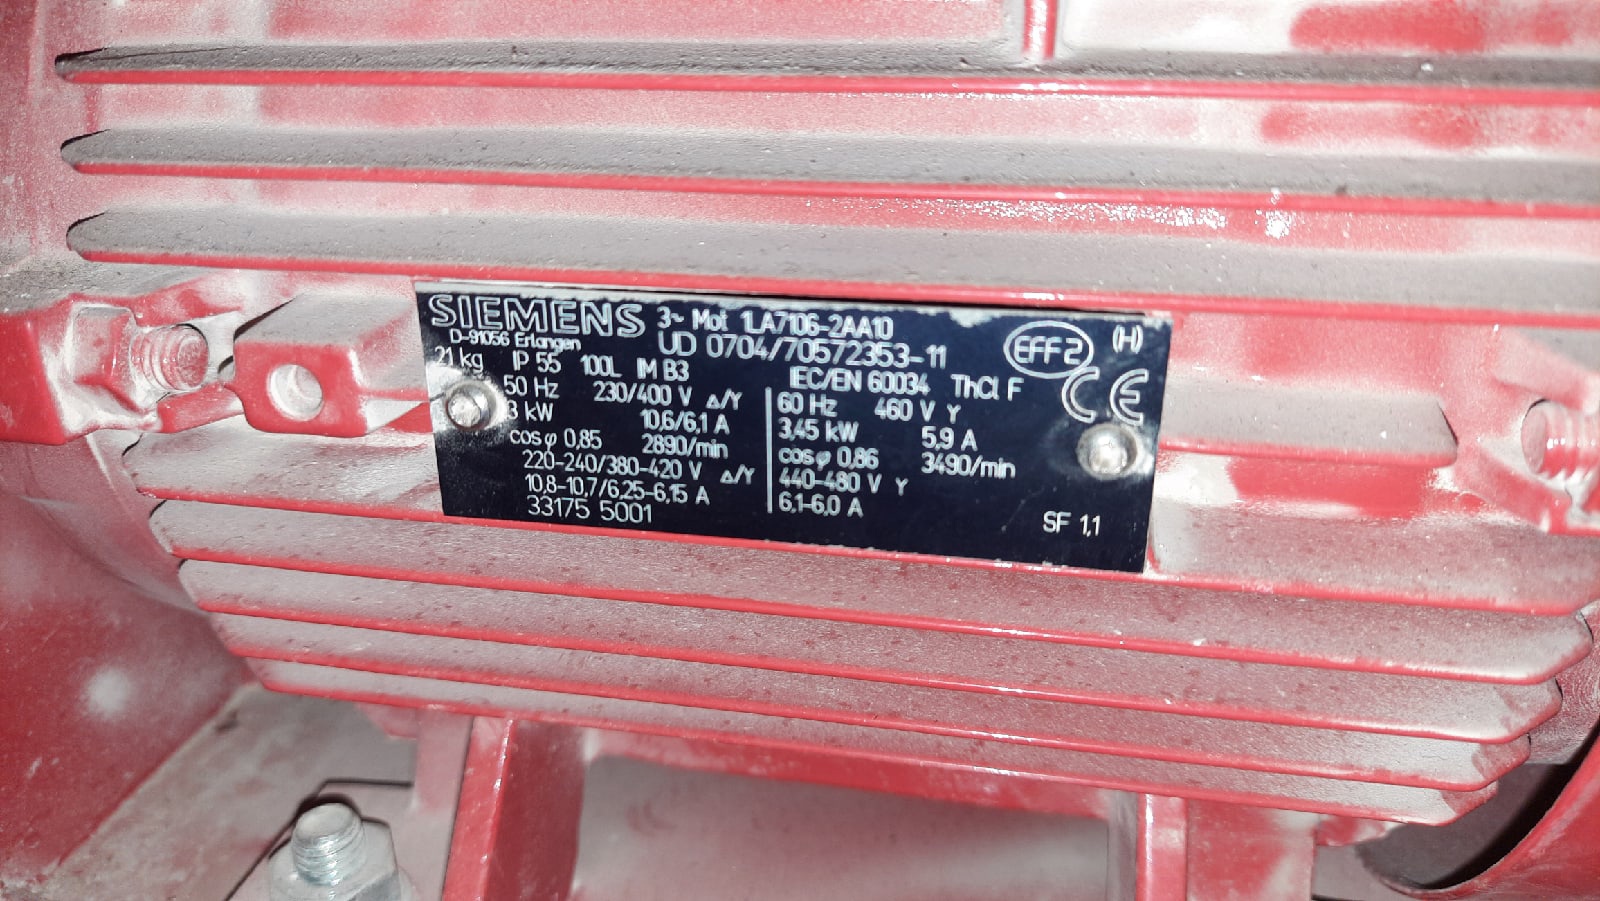 SIEMENS
D-91056 Erlangen
3~ Mot 1LA7106-2AA10
UD 0704/70572353-11
EFF2
(H)
21 kg IP 55 100L IM B3 IEC/EN 60034 ThCl F
CE
50 Hz 230/400 V Δ/Y
3 kW 10,6/6,1 A
cos φ 0,85 2890/min
220-240/380-420 V Δ/Y
10,8-10,7/6,25-6,15 A
33175 5001
60 Hz 460 V Y
3,45 kW 5,9 A
cos φ 0,86 3490/min
440-480 V Y
6,1-6,0 A
SF 1,1